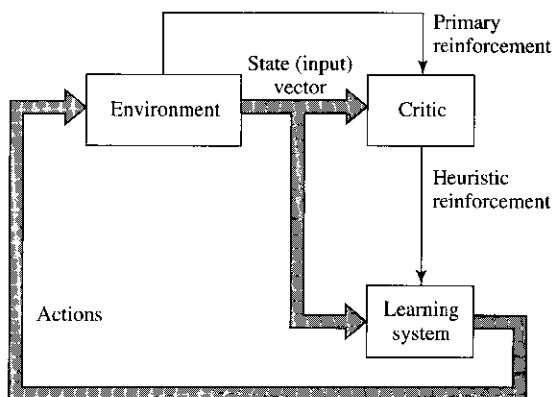 Primary
reinforcement
State (input)
vector
Environment
Critic
Heuristic
reinforcement
Actions
Learning
system